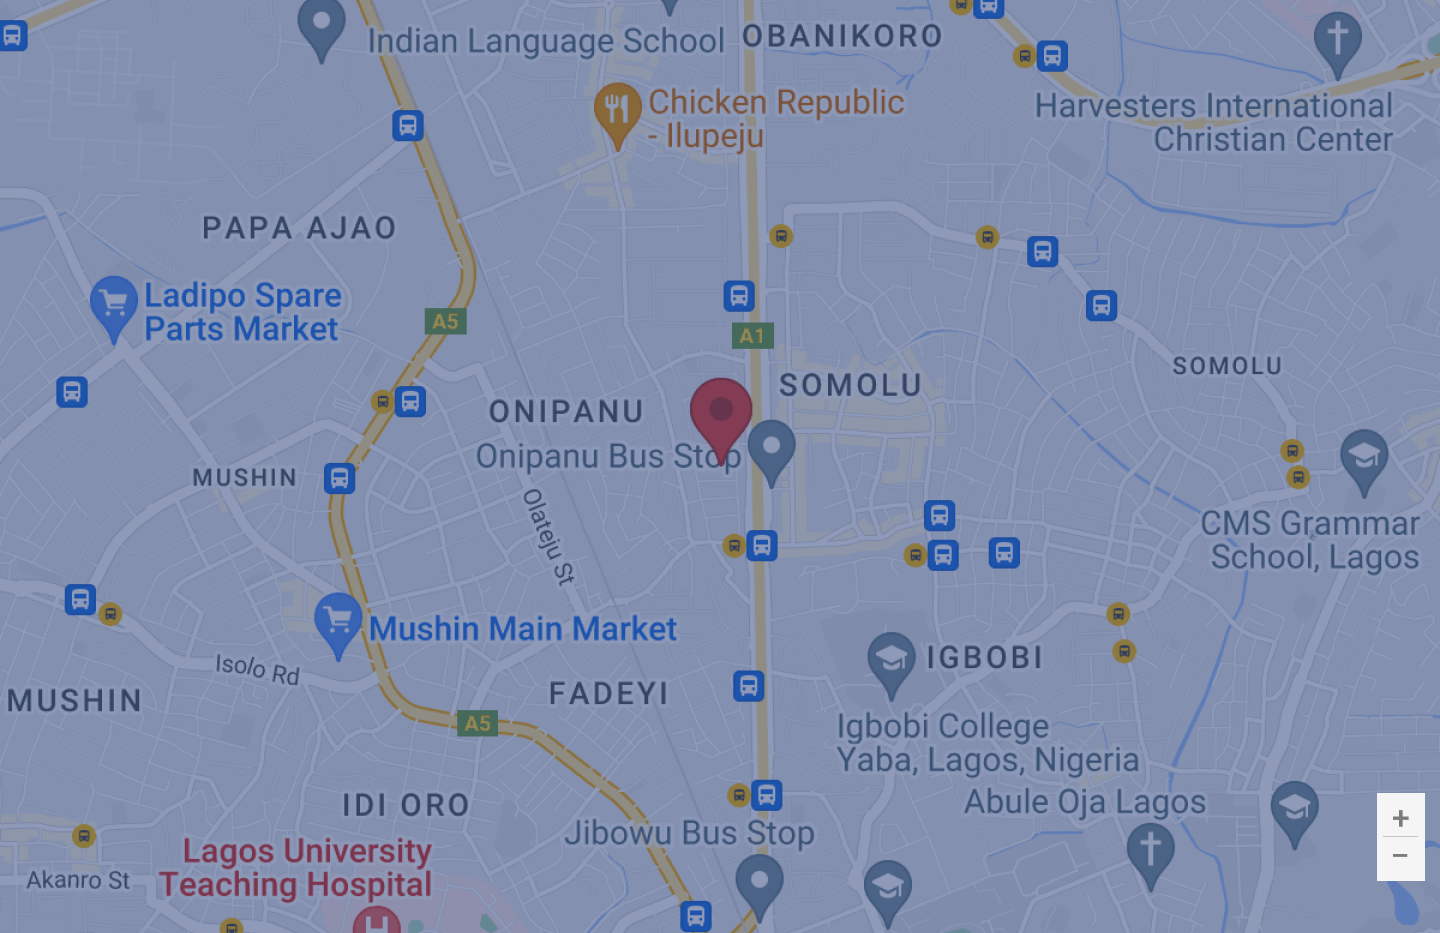 Indian Language School
OBANIKORO
Chicken Republic
- Ilupeju
Harvesters International
Christian Center
PAPA AJAO
Ladipo Spare
Parts Market
A5
A1
SOMOLU
SOMOLU
ONIPANU
Onipanu Bus Stop
MUSHIN
Olateju St
CMS Grammar
School, Lagos
Mushin Main Market
Isolo Rd
IGBOBI
MUSHIN
FADEYI
A5
Igbobi College
Yaba, Lagos, Nigeria
IDI ORO
Abule Oja Lagos
Jibowu Bus Stop
Lagos University
Teaching Hospital
Akanro St
H
+
−